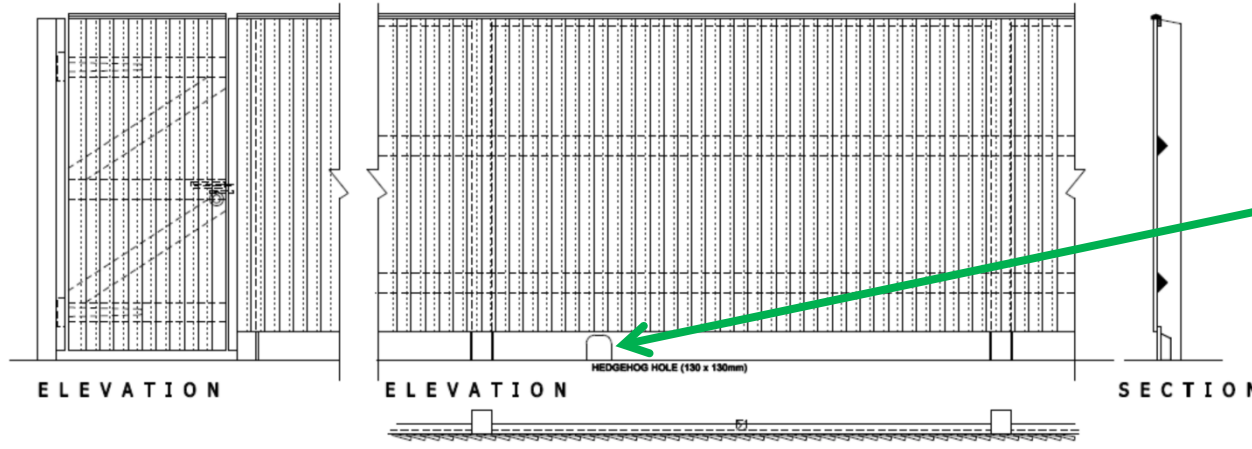 HEDGEHOG HOLE (130 x 130mm)
ELEVATION
ELEVATION
SECTION